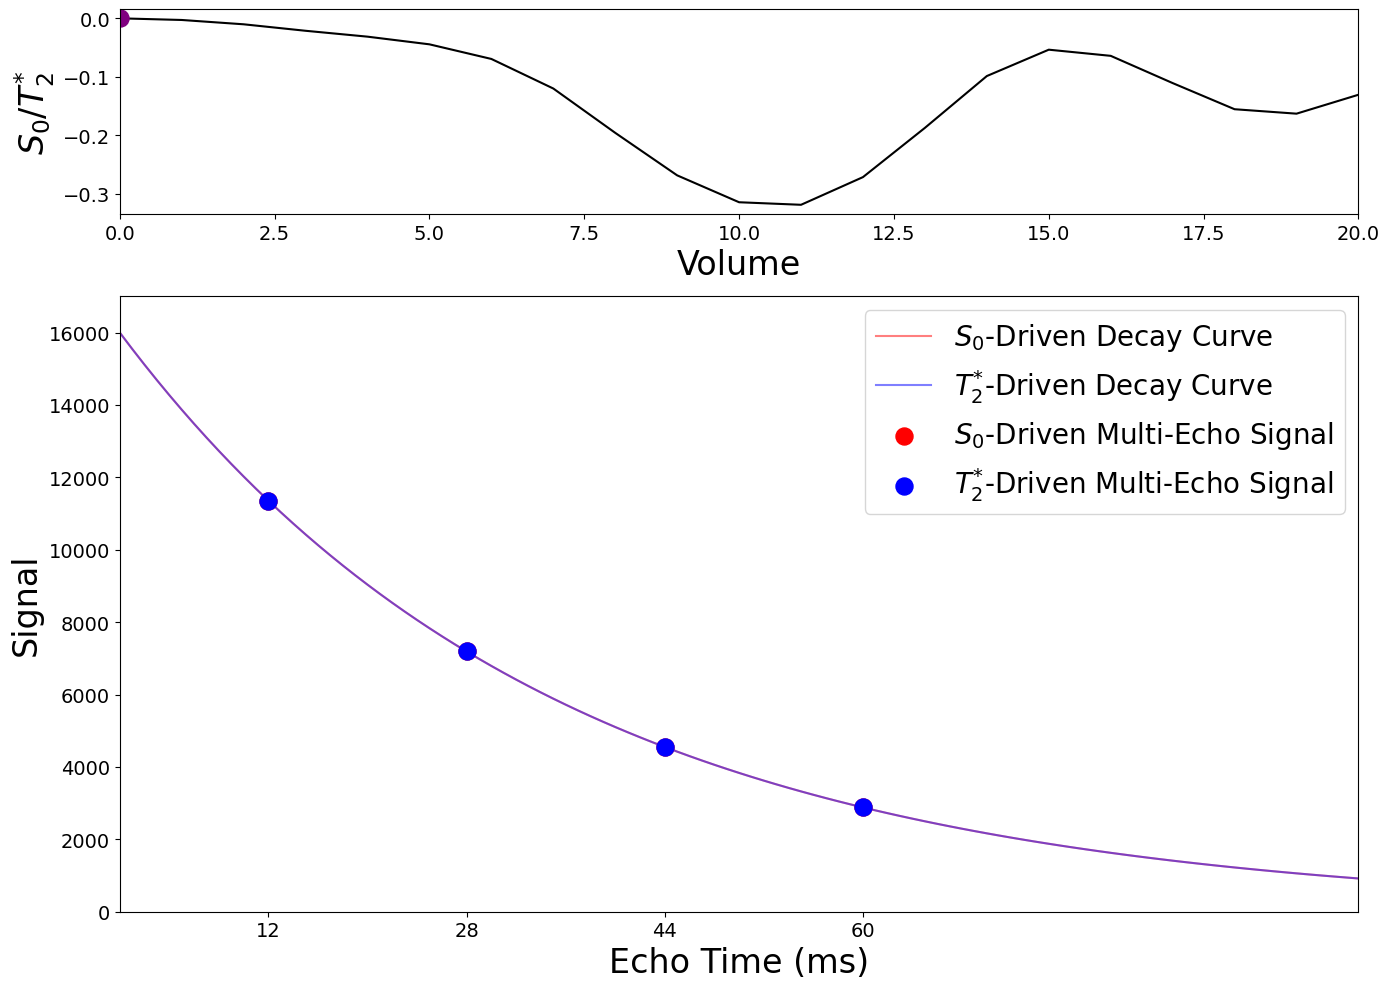 S₀/T₂*
0.0
−0.1
−0.2
−0.3
0.0 2.5 5.0 7.5 10.0 12.5 15.0 17.5 20.0
Volume
Signal
16000
14000
12000
10000
8000
6000
4000
2000
0
S₀-Driven Decay Curve
T₂*-Driven Decay Curve
S₀-Driven Multi-Echo Signal
T₂*-Driven Multi-Echo Signal
12 28 44 60
Echo Time (ms)